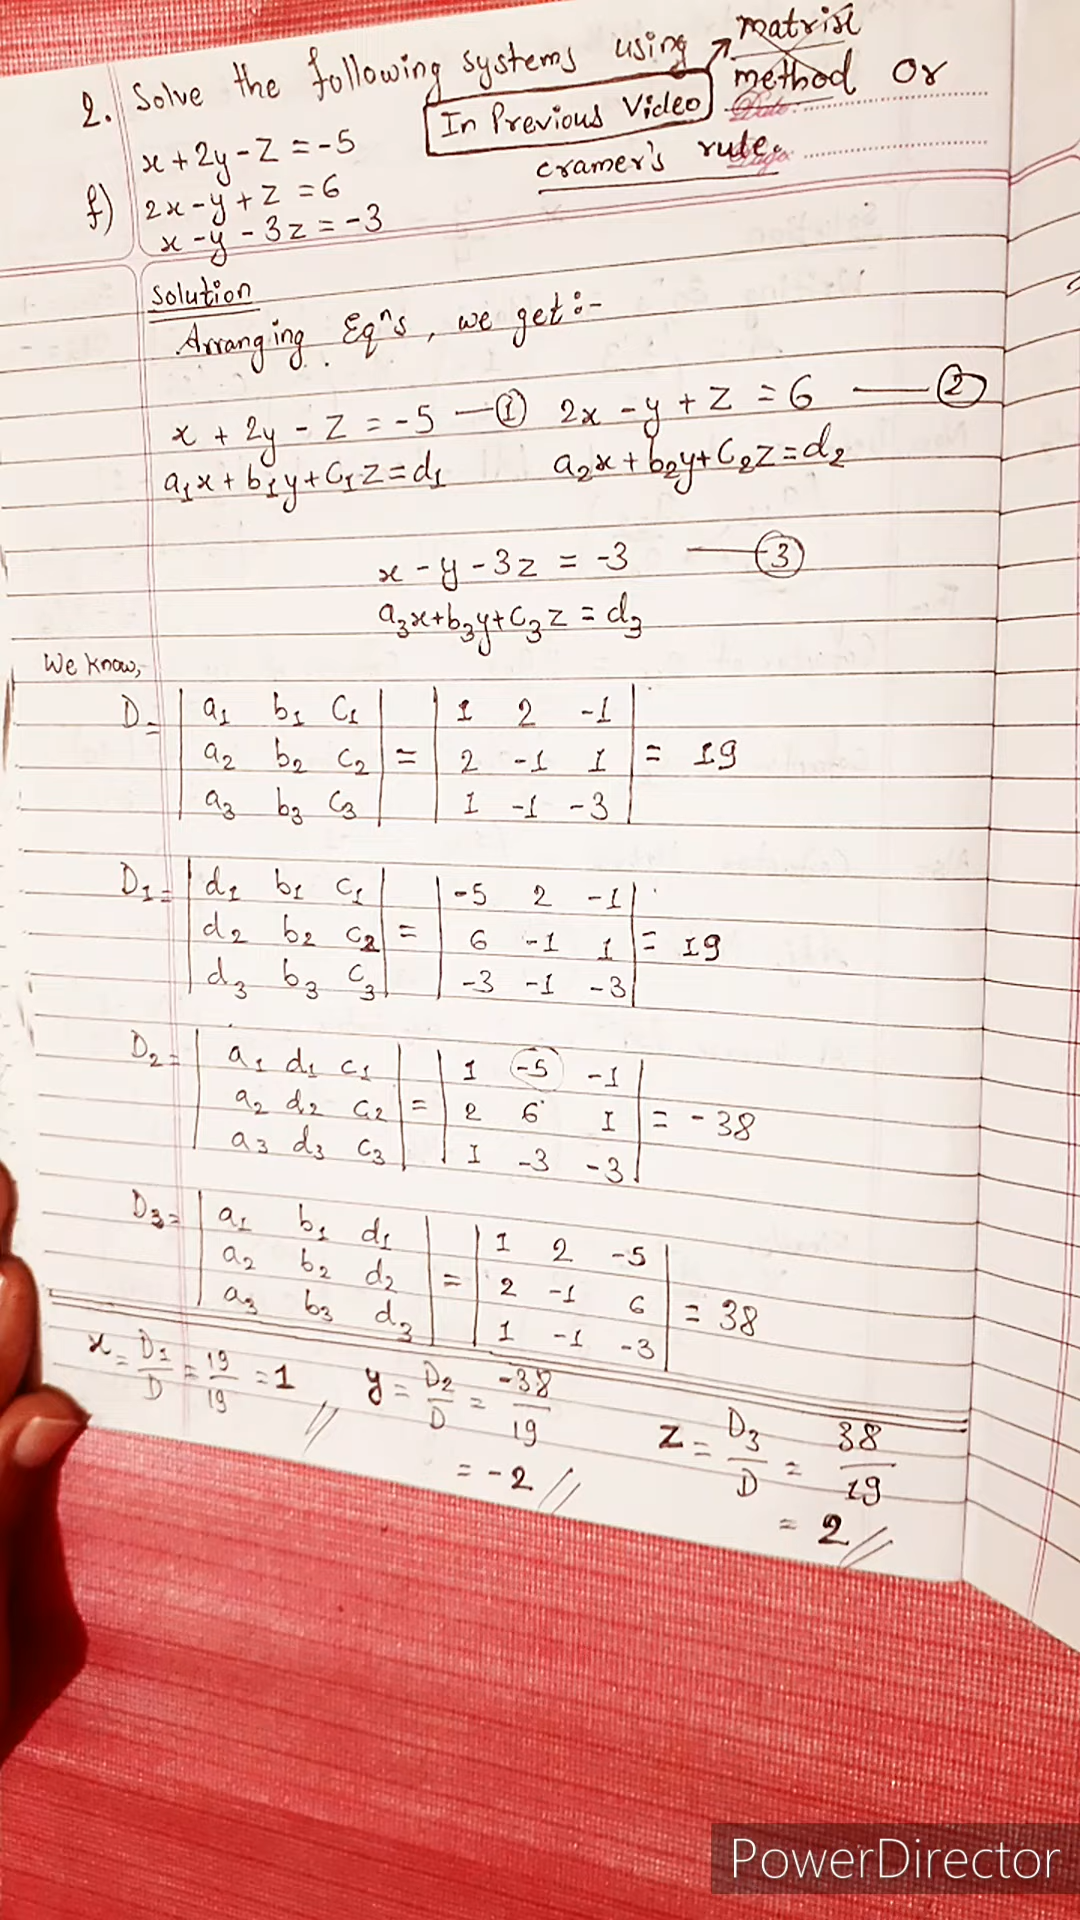 2. Solve the following systems using matrix method or
In Previous Video
cramer's rule.
f) x + 2y - z = -5
2x - y + z = 6
x - y - 3z = -3
Solution
Arranging Eqⁿs, we get:-
x + 2y - z = -5 —① 2x - y + z = 6 —②
a₁x + b₁y + c₁z = d₁ a₂x + b₂y + c₂z = d₂
x - y - 3z = -3 —③
a₃x + b₃y + c₃z = d₃
We know,
D = | a₁ b₁ c₁ | = | 1 2 -1 |
| a₂ b₂ c₂ | = | 2 -1 1 | = 19
| a₃ b₃ c₃ | | 1 -1 -3 |
D₁ = | d₁ b₁ c₁ | = | -5 2 -1 |
| d₂ b₂ c₂ | = | 6 -1 1 | = 19
| d₃ b₃ c₃ | | -3 -1 -3 |
D₂ = | a₁ d₁ c₁ | = | 1 -5 -1 |
| a₂ d₂ c₂ | = | 2 6 1 | = -38
| a₃ d₃ c₃ | | 1 -3 -3 |
D₃ = | a₁ b₁ d₁ | | 1 2 -5 |
| a₂ b₂ d₂ | = | 2 -1 6 | = 38
| a₃ b₃ d₃ | | 1 -1 -3 |
x = D₁/D = 19/19 = 1 y = D₂/D = -38/19
= -2
z = D₃/D = 38/19
= 2
PowerDirector